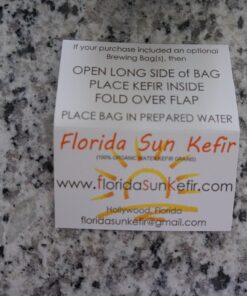 If your purchase included an optional
Brewing Bag(s), then
OPEN LONG SIDE of BAG
PLACE KEFIR INSIDE
FOLD OVER FLAP
PLACE BAG IN PREPARED WATER
Florida Sun Kefir
(100% ORGANIC WATER KEFIR GRAINS)
www.floridaSunKefir.com
Hollywood, Florida
floridasunkefir@gmail.com